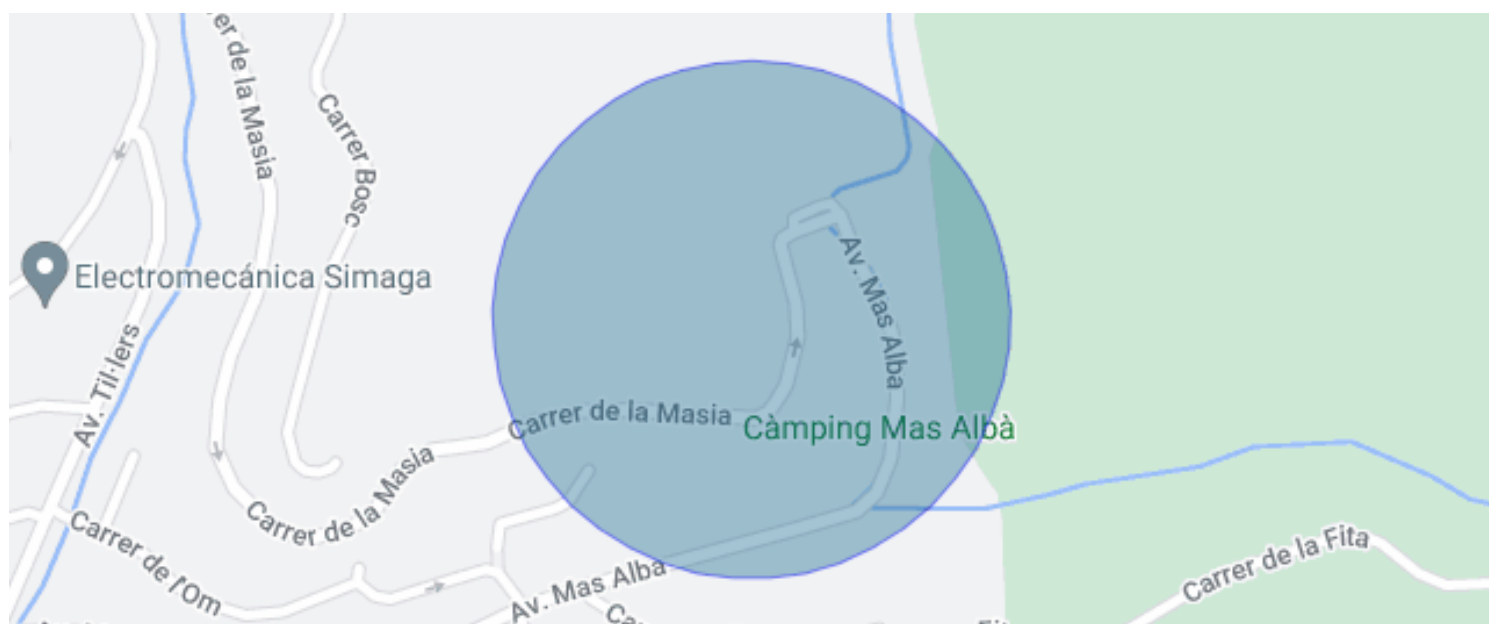 Carrer de la Masia
Carrer Bosc
Electromecánica Simaga
Av. Til·lers
Av. Mas Alba
Carrer de la Masia
Càmping Mas Albà
Carrer de la Masia
Carrer de l'Om
Av. Mas Alba
Carrer de la Fita